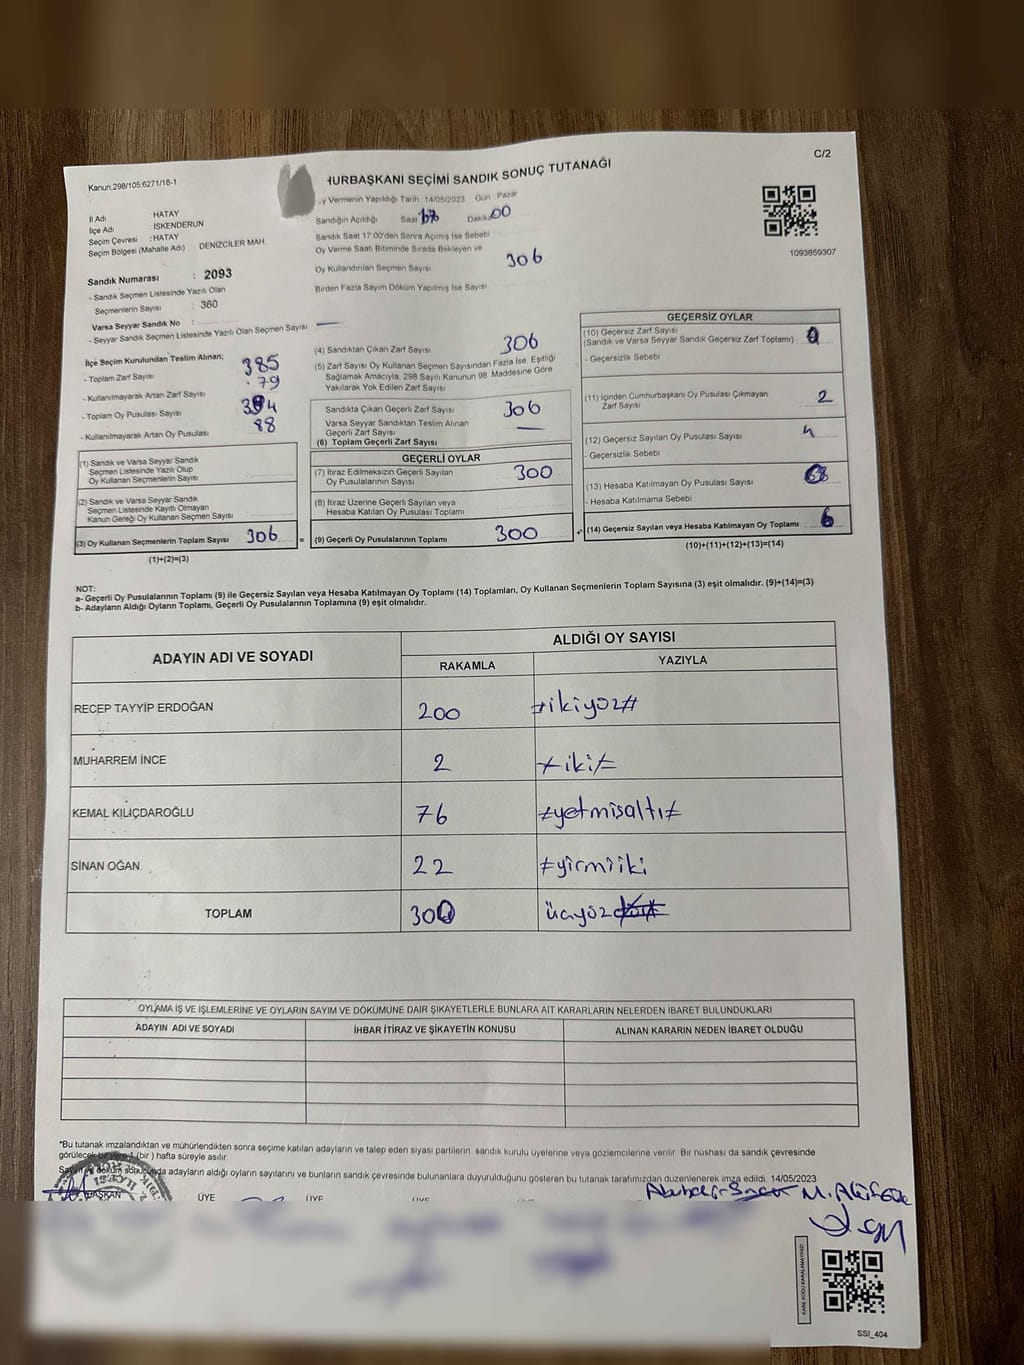 C/2
Kanun:298/105;6271/18-1
URBAŞKANI SEÇİMİ SANDIK SONUÇ TUTANAĞI
İl Adı : HATAY
İlçe Adı : İSKENDERUN
Seçim Çevresi : HATAY
Seçim Bölgesi (Mahalle Adı) DENİZCİLER MAH.
Sandık Numarası : 2093
- Sandık Seçmen Listesinde Yazılı Olan
Seçmenlerin Sayısı : 360
Varsa Seyyar Sandık No :
- Seyyar Sandık Seçmen Listesinde Yazılı Olan Seçmen Sayısı —
y Vermenin Yapıldığı Tarih 14/05/2023 Gün : Pazar
Sandığın Açıldığı Saat Dakika 00
Sandık Saat 17.00'den Sonra Açılmış İse Sebebi
Oy Verme Saati Bitiminde Sırada Bekleyen ve
Oy Kullandırılan Seçmen Sayısı 306
Birden Fazla Sayım Döküm Yapılmış İse Sayısı
1093859307
İlçe Seçim Kurulundan Teslim Alınan;
- Toplam Zarf Sayısı 385
- Kullanılmayarak Artan Zarf Sayısı 79
- Toplam Oy Pusulası Sayısı 394
- Kullanılmayarak Artan Oy Pusulası 88
(1) Sandık ve Varsa Seyyar Sandık
Seçmen Listesinde Yazılı Olup
Oy Kullanan Seçmenlerin Sayısı
(2) Sandık ve Varsa Seyyar Sandık
Seçmen Listesinde Kayıtlı Olmayan
Kanun Gereği Oy Kullanan Seçmen Sayısı
(3) Oy Kullanan Seçmenlerin Toplam Sayısı 306 =
(1)+(2)=(3)
(4) Sandıktan Çıkan Zarf Sayısı 306
(5) Zarf Sayısı Oy Kullanan Seçmen Sayısından Fazla İse, Eşitliği
Sağlamak Amacıyla, 298 Sayılı Kanunun 98. Maddesine Göre
Yakılarak Yok Edilen Zarf Sayısı
Sandıkta Çıkan Geçerli Zarf Sayısı 306
Varsa Seyyar Sandıktan Teslim Alınan
Geçerli Zarf Sayısı —
(6) Toplam Geçerli Zarf Sayısı
GEÇERLİ OYLAR
(7) İtiraz Edilmeksizin Geçerli Sayılan
Oy Pusulalarının Sayısı 300
(8) İtiraz Üzerine Geçerli Sayılan veya
Hesaba Katılan Oy Pusulası Toplamı
(9) Geçerli Oy Pusulalarının Toplamı 300 +
GEÇERSİZ OYLAR
(10) Geçersiz Zarf Sayısı
(Sandık ve Varsa Seyyar Sandık Geçersiz Zarf Toplamı)
- Geçersizlik Sebebi
(11) İçinden Cumhurbaşkanı Oy Pusulası Çıkmayan
Zarf Sayısı 2
(12) Geçersiz Sayılan Oy Pusulası Sayısı 4
- Geçersizlik Sebebi
(13) Hesaba Katılmayan Oy Pusulası Sayısı
- Hesaba Katılmama Sebebi
(14) Geçersiz Sayılan veya Hesaba Katılmayan Oy Toplamı 6
(10)+(11)+(12)+(13)=(14)
NOT:
a- Geçerli Oy Pusulalarının Toplamı (9) ile Geçersiz Sayılan veya Hesaba Katılmayan Oy Toplamı (14) Toplamları, Oy Kullanan Seçmenlerin Toplam Sayısına (3) eşit olmalıdır. (9)+(14)=(3)
b- Adayların Aldığı Oyların Toplamı, Geçerli Oy Pusulalarının Toplamına (9) eşit olmalıdır.
ADAYIN ADI VE SOYADI
ALDIĞI OY SAYISI
RAKAMLA YAZIYLA
RECEP TAYYİP ERDOĞAN 200 #ikiyüz#
MUHARREM İNCE 2 #iki#
KEMAL KILIÇDAROĞLU 76 #yetmisaltı#
SİNAN OĞAN 22 #yirmiiki
TOPLAM 300 üçyüz
OYLAMA İŞ VE İŞLEMLERİNE VE OYLARIN SAYIM VE DÖKÜMÜNE DAİR ŞİKAYETLERLE BUNLARA AİT KARARLARIN NELERDEN İBARET BULUNDUKLARI
ADAYIN ADI VE SOYADI İHBAR İTİRAZ VE ŞİKAYETİN KONUSU ALINAN KARARIN NEDEN İBARET OLDUĞU
*Bu tutanak imzalandıktan ve mühürlendikten sonra seçime katılan adayların ve talep eden siyasi partilerin sandık kurulu üyelerine veya gözlemcilerine verilir. Bir nüshası da sandık çevresinde
görülecek bir yere 1 (bir) hafta süreyle asılır.
Sayım ve döküm sonucunda adayların aldığı oyların sayılarını ve bunların sandık çevresinde bulunanlara duyurulduğunu gösteren bu tutanak tarafımızdan düzenlenerek imza edildi. 14/05/2023
BAŞKAN ÜYE ÜYE ÜYE
KARE KODU KARALAMAYINIZ!
SSI_404